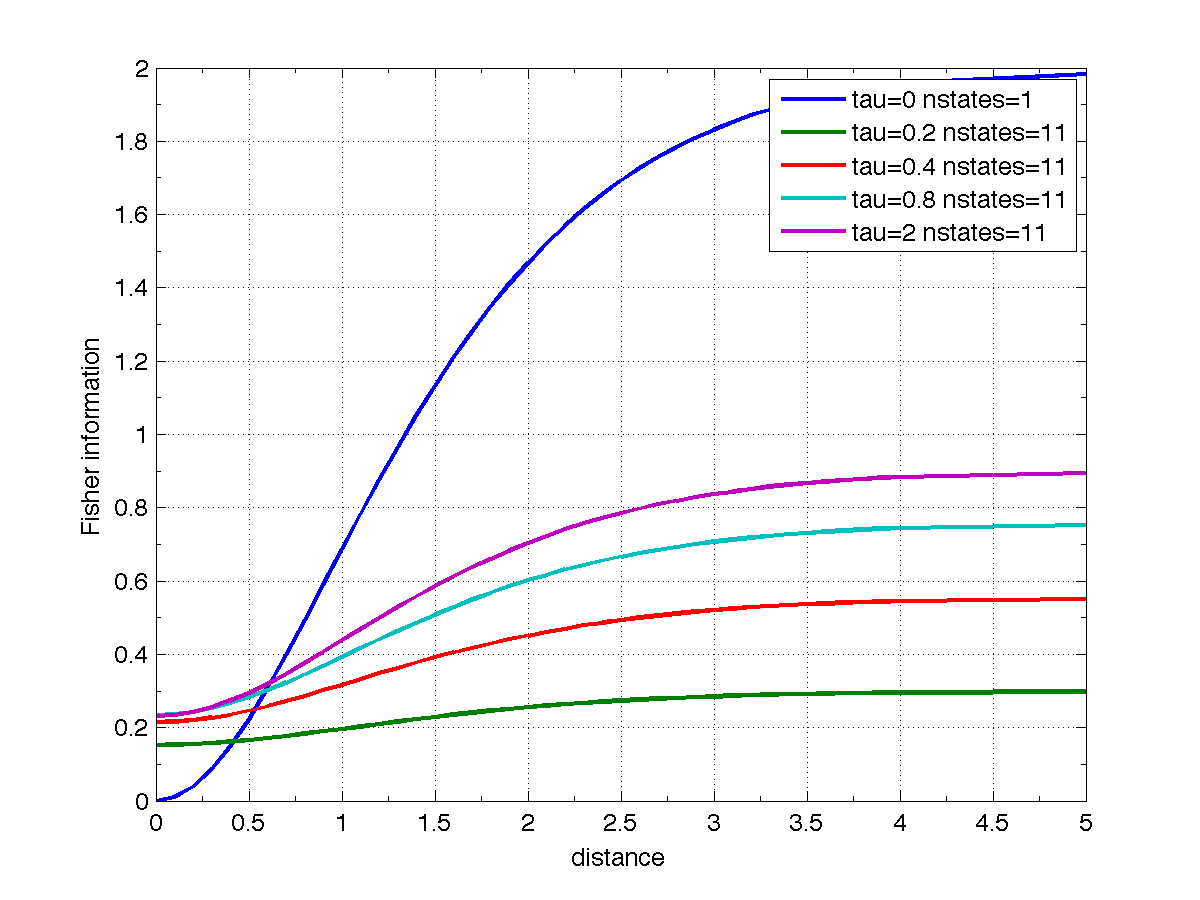 2
1.8
1.6
1.4
1.2
1
0.8
0.6
0.4
0.2
0
Fisher information
tau=0 nstates=1
tau=0.2 nstates=11
tau=0.4 nstates=11
tau=0.8 nstates=11
tau=2 nstates=11
0 0.5 1 1.5 2 2.5 3 3.5 4 4.5 5
distance